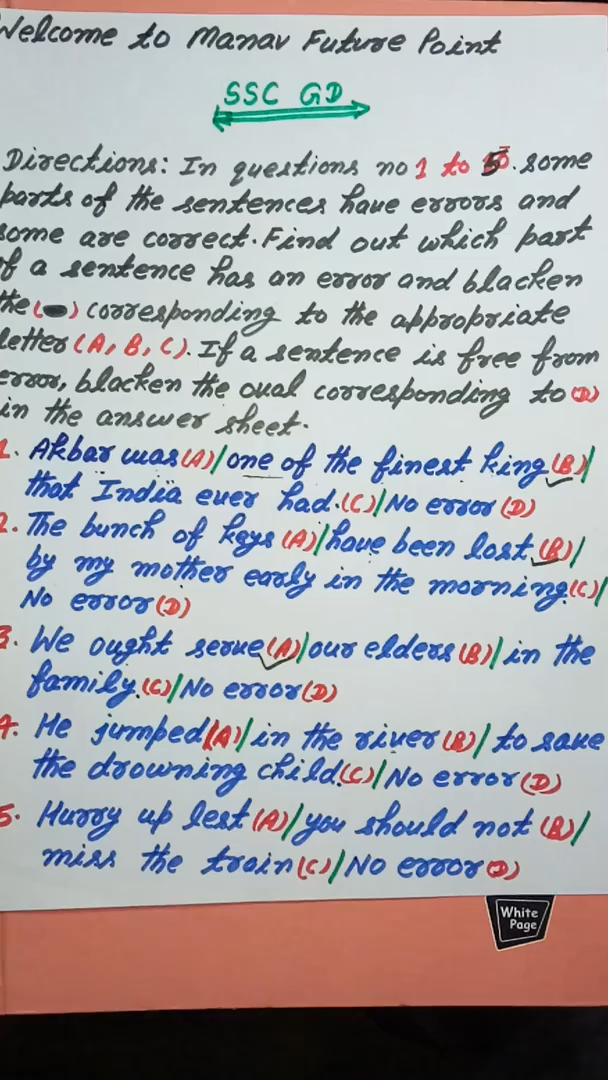 Welcome to Manav Future Point
SSC GD
Directions: In questions no 1 to 5. some
parts of the sentences have errors and
some are correct. Find out which part
of a sentence has an error and blacken
the ( ) corresponding to the appropriate
letter (A, B, C). If a sentence is free from
error, blacken the oval corresponding to (D)
in the answer sheet.
1. Akbar was (A)/ one of the finest king (B)/
that India ever had. (C)/ No error (D)
2. The bunch of keys (A)/ have been lost (B)/
by my mother early in the morning. (C)/
No error (D)
3. We ought serve (A)/ our elders (B)/ in the
family. (C)/ No error (D)
4. He jumped (A)/ in the river (B)/ to save
the drowning child. (C)/ No error (D)
5. Hurry up lest (A)/ you should not (B)/
miss the train (C)/ No error (D)
White
Page